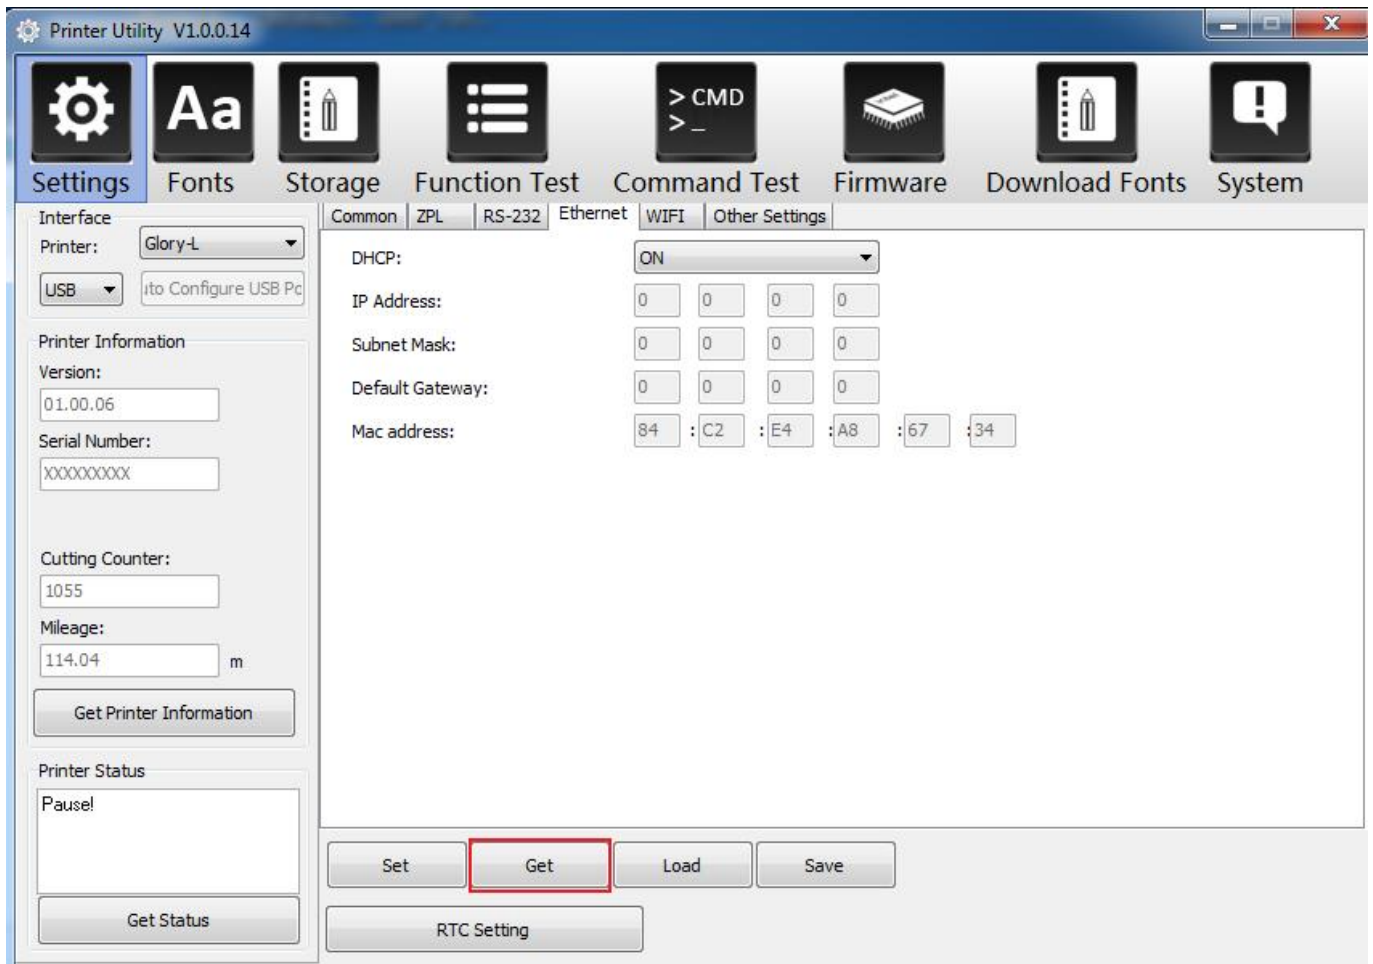 Printer Utility V1.0.0.14
Aa
> CMD
>_
Settings Fonts Storage Function Test Command Test Firmware Download Fonts System
Interface
Printer: Glory-L
USB ito Configure USB Pc
Printer Information
Version:
01.00.06
Serial Number:
XXXXXXXXX
Cutting Counter:
1055
Mileage:
114.04 m
Get Printer Information
Printer Status
Pause!
Get Status
Common ZPL RS-232 Ethernet WIFI Other Settings
DHCP: ON
IP Address: 0 0 0 0
Subnet Mask: 0 0 0 0
Default Gateway: 0 0 0 0
Mac address: 84 : C2 : E4 : A8 : 67 : 34
Set Get Load Save
RTC Setting